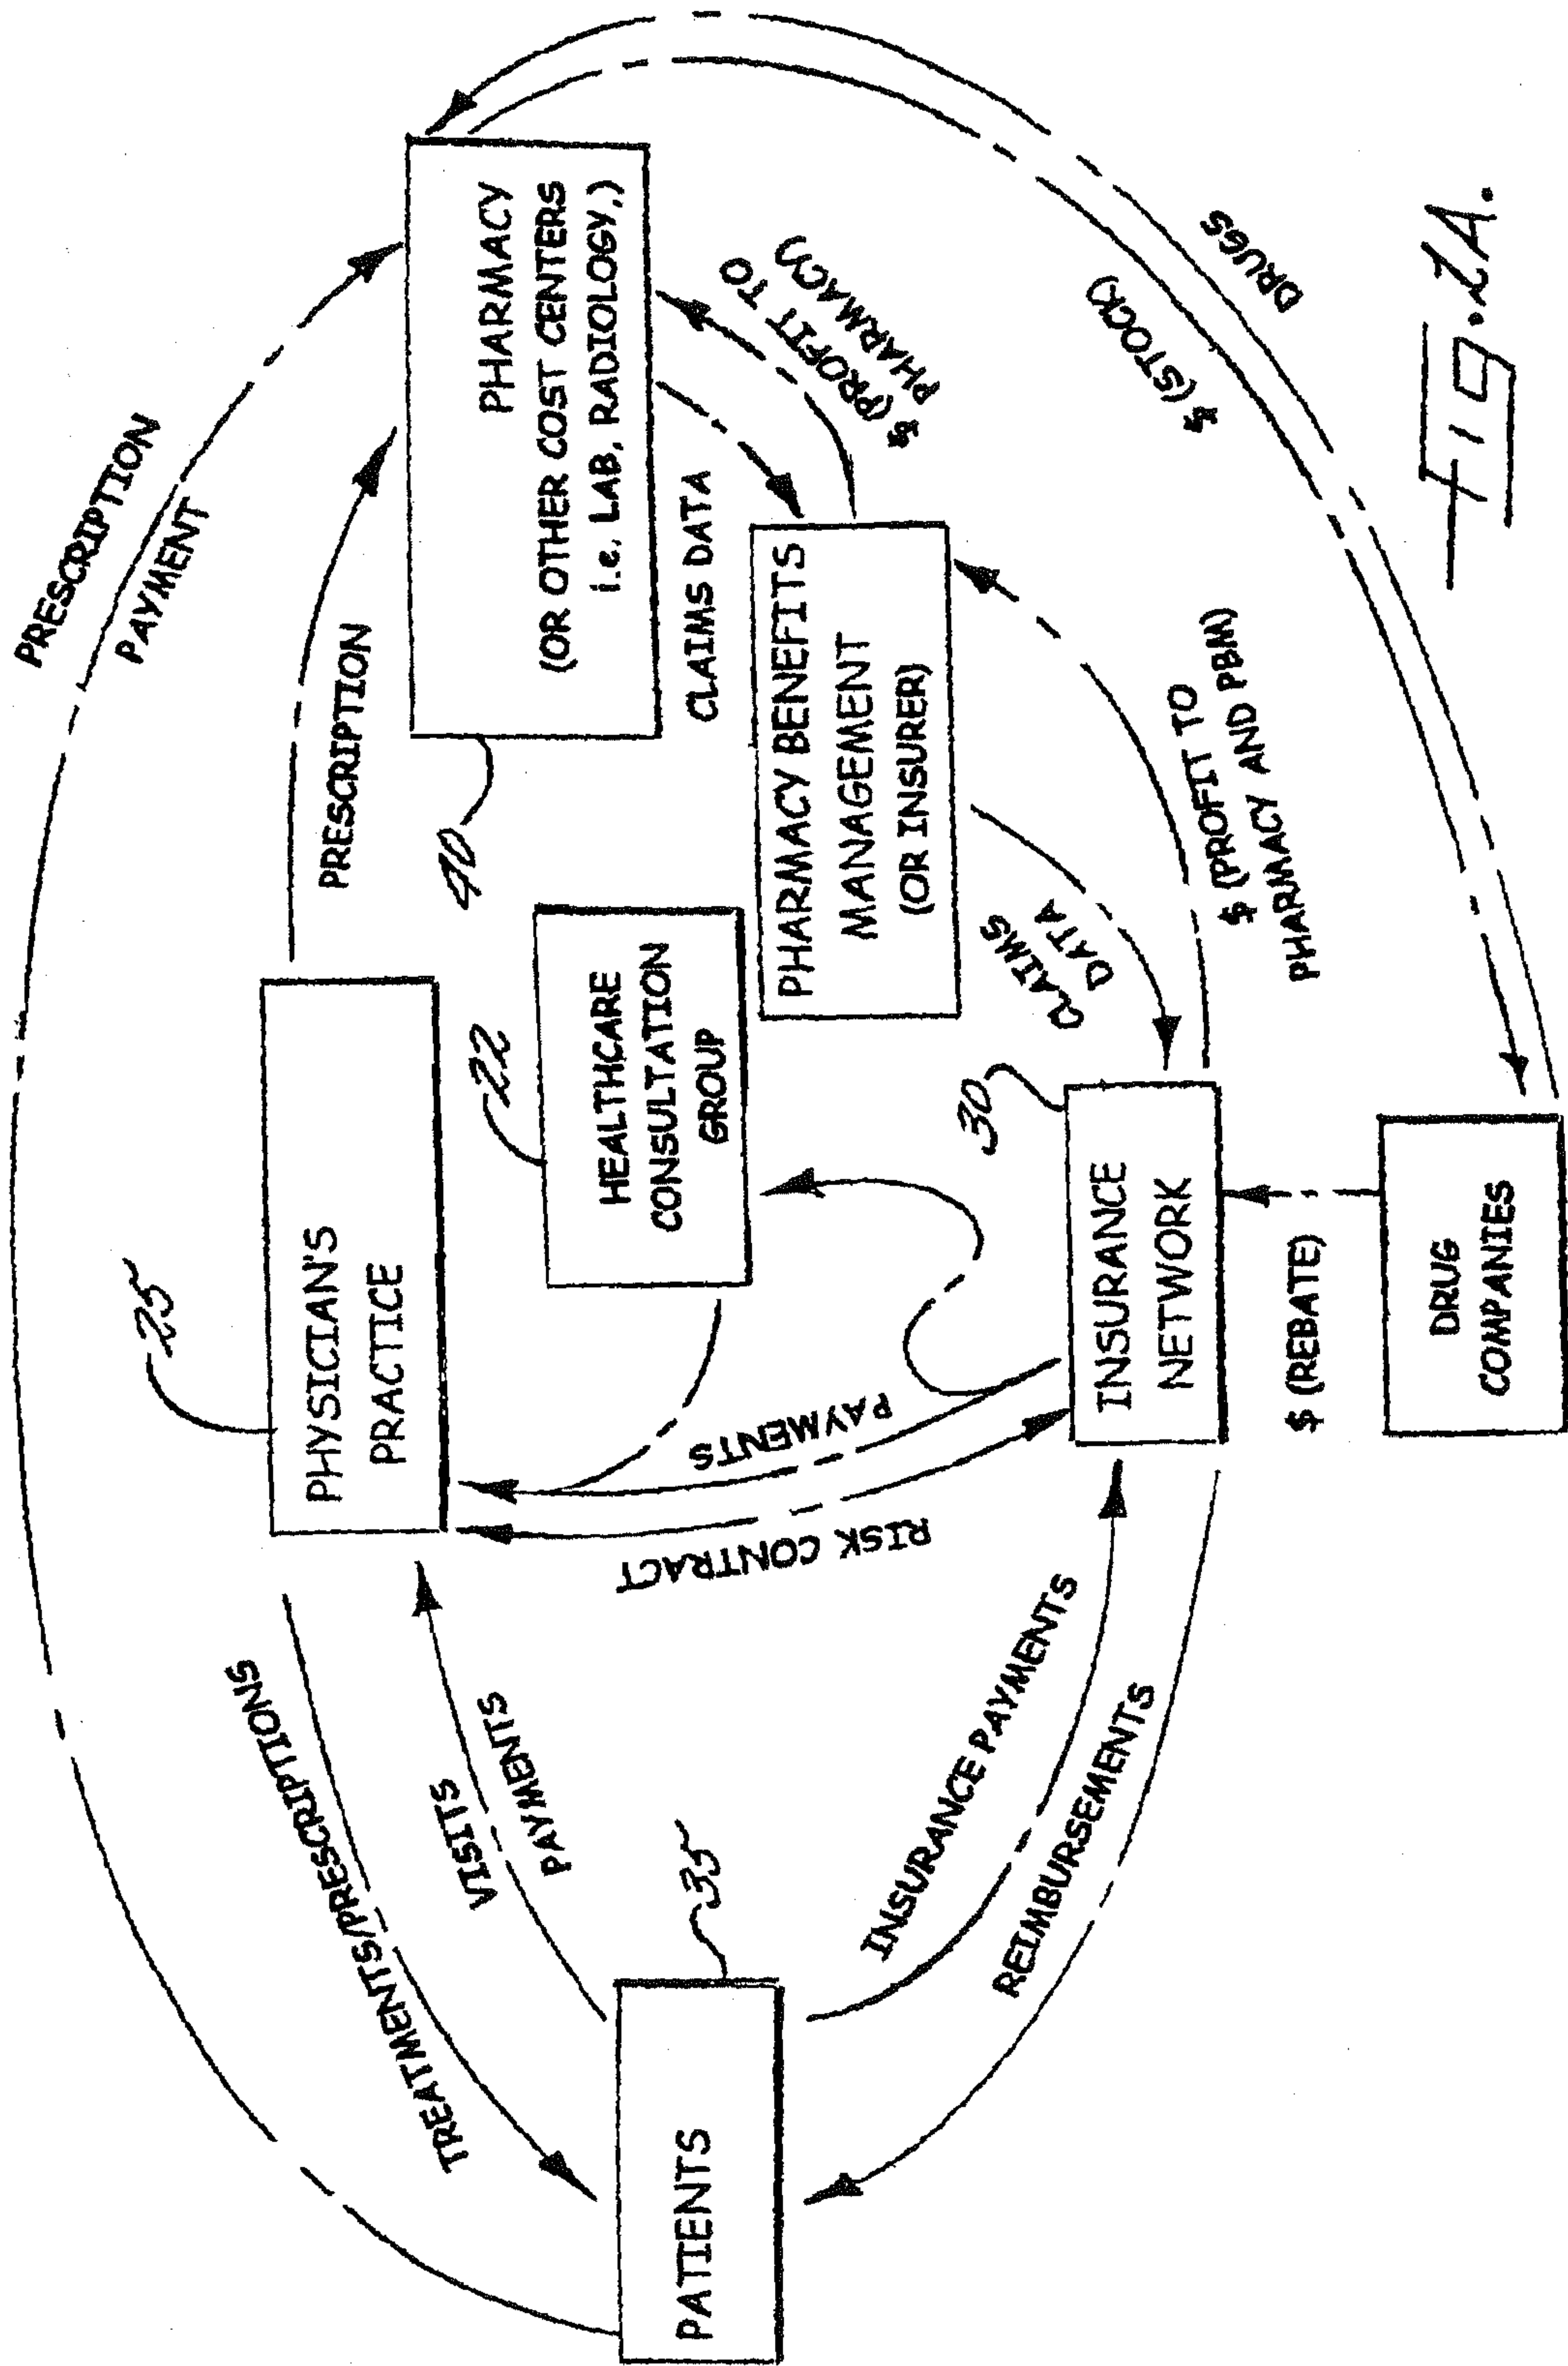 PRESCRIPTION
PAYMENT
25
PHYSICIAN'S
PRACTICE
PRESCRIPTION
PHARMACY
(OR OTHER COST CENTERS
i.e. LAB, RADIOLOGY,)
40
TREATMENTS/PRESCRIPTIONS
VISITS
PAYMENTS
22
HEALTHCARE
CONSULTATION
GROUP
CLAIMS DATA
$ (PROFIT TO
PHARMACY)
PATIENTS
35
RISK CONTRACT
PAYMENTS
PHARMACY BENEFITS
MANAGEMENT
(OR INSURER)
CLAIMS
DATA
30
INSURANCE PAYMENTS
REIMBURSEMENTS
INSURANCE
NETWORK
$ (PROFIT TO
PHARMACY AND PBM)
$ (STOCK)
DRUGS
$ (REBATE)
DRUG
COMPANIES
FIG. 2A.